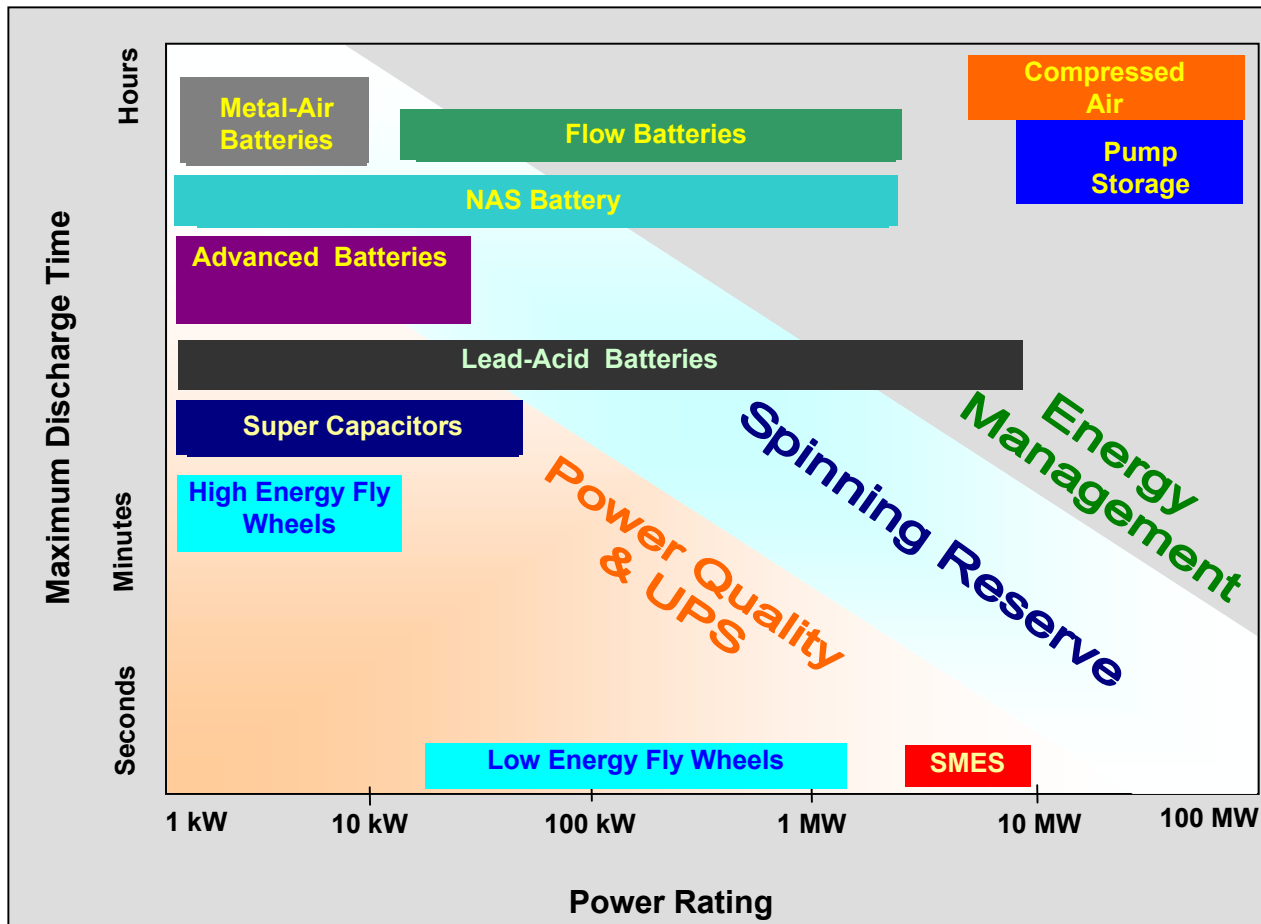 Hours
Minutes
Seconds
Maximum Discharge Time
Metal-Air
Batteries
Flow Batteries
Compressed
Air
Pump
Storage
NAS Battery
Advanced  Batteries
Lead-Acid  Batteries
Super Capacitors
High Energy Fly
Wheels
Power Quality
& UPS
Spinning Reserve
Energy
Management
Low Energy Fly Wheels
SMES
1 kW
10 kW
100 kW
1 MW
10 MW
100 MW
Power Rating